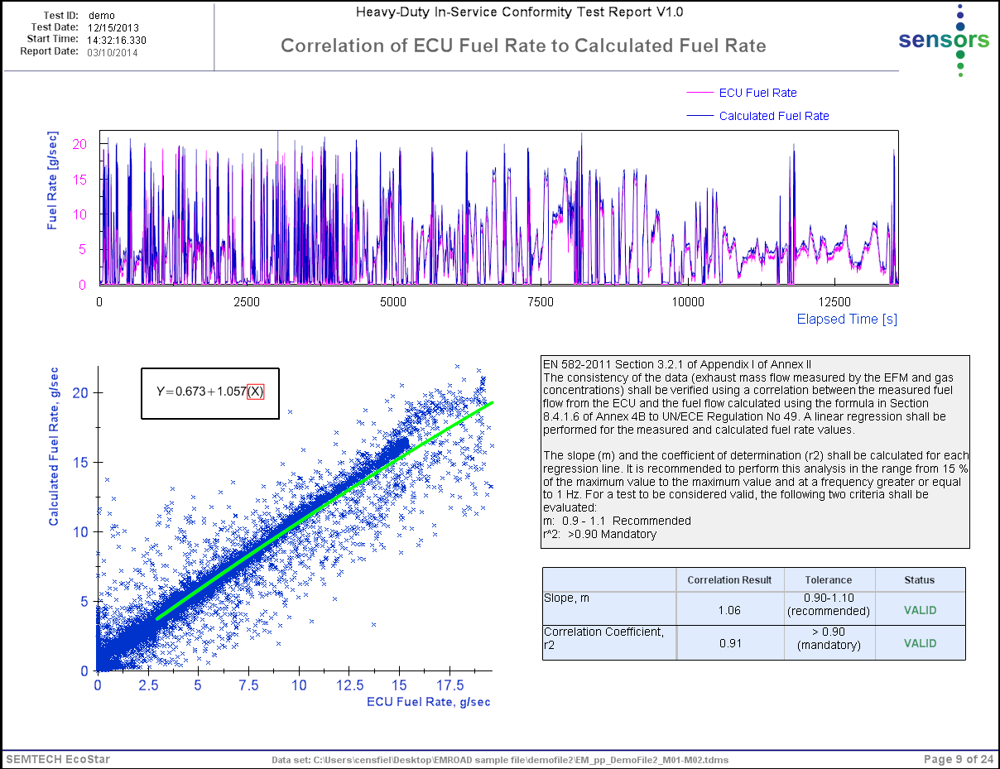 Test ID: demo
Test Date: 12/15/2013
Start Time: 14:32:16.330
Report Date: 03/10/2014
Heavy-Duty In-Service Conformity Test Report V1.0
Correlation of ECU Fuel Rate to Calculated Fuel Rate
sensors
ECU Fuel Rate
Calculated Fuel Rate
Fuel Rate [g/sec]
20
15
10
5
0
0 2500 5000 7500 10000 12500
Elapsed Time [s]
Calculated Fuel Rate, g/sec
Y=0.673+1.057(X)
20
15
10
5
0
0 2.5 5 7.5 10 12.5 15 17.5
ECU Fuel Rate, g/sec
EN 582-2011 Section 3.2.1 of Appendix I of Annex II
The consistency of the data (exhaust mass flow measured by the EFM and gas
concentrations) shall be verified using a correlation between the measured fuel
flow from the ECU and the fuel flow calculated using the formula in Section
8.4.1.6 of Annex 4B to UN/ECE Regulation No 49. A linear regression shall be
performed for the measured and calculated fuel rate values.
The slope (m) and the coefficient of determination (r2) shall be calculated for each
regression line. It is recommended to perform this analysis in the range from 15 %
of the maximum value to the maximum value and at a frequency greater or equal
to 1 Hz. For a test to be considered valid, the following two criteria shall be
evaluated:
m: 0.9 - 1.1 Recommended
r^2: >0.90 Mandatory
Correlation Result Tolerance Status
Slope, m 1.06 0.90-1.10 (recommended) VALID
Correlation Coefficient, r2 0.91 > 0.90 (mandatory) VALID
SEMTECH EcoStar
Data set: C:\Users\censfiel\Desktop\EMROAD sample file\demofile2\EM_pp_DemoFile2_M01-M02.tdms
Page 9 of 24